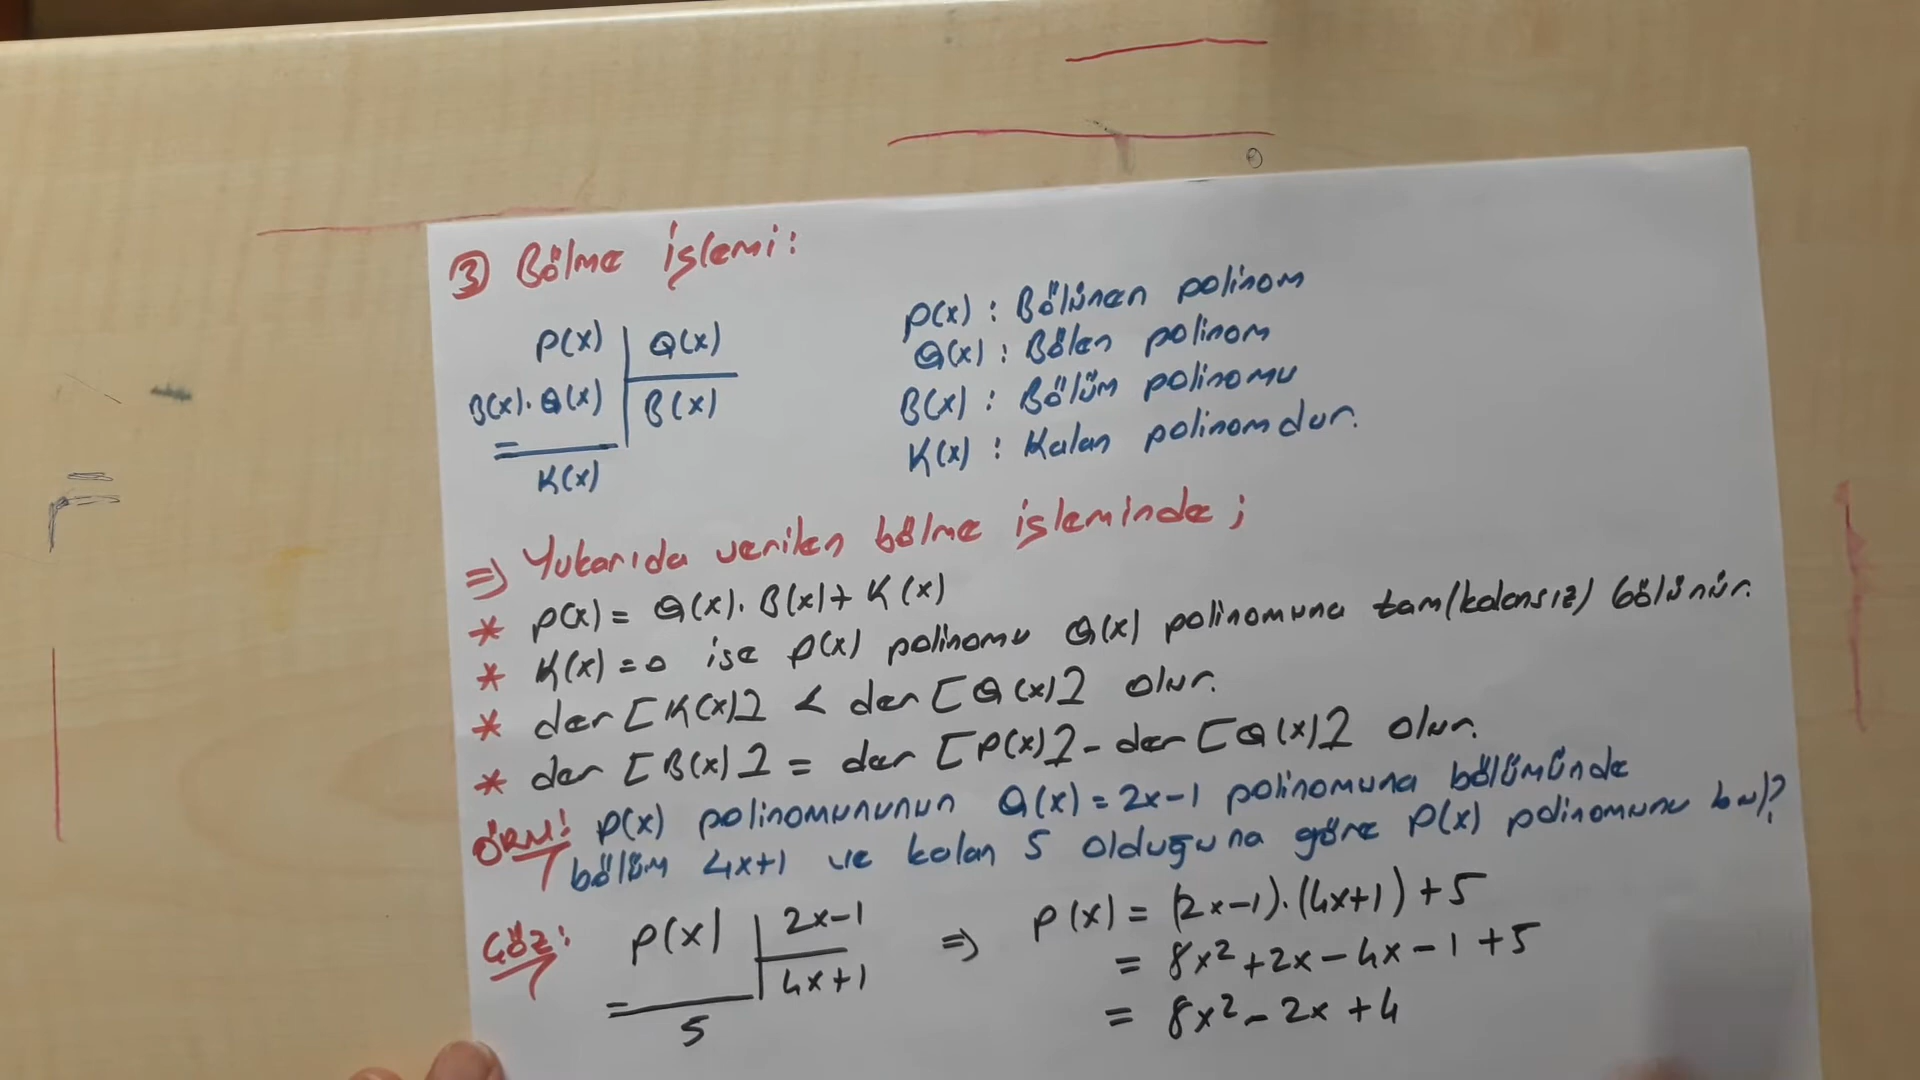 ③ Bölme işlemi:
P(x) | Q(x)
B(x).Q(x) | B(x)
=
K(x)
P(x) : Bölünen polinom
Q(x) : Bölen polinom
B(x) : Bölüm polinomu
K(x) : Kalan polinomdur.
⇒ Yukarıda verilen bölme işleminde;
* P(x) = Q(x). B(x)+ K(x)
* K(x) = 0 ise P(x) polinomu Q(x) polinomuna tam(kalansız) bölünür.
* der [K(x)] < der [Q(x)] olur.
* der [B(x)] = der [P(x)] - der [Q(x)] olur.
ÖRN! P(x) polinomununun Q(x) = 2x-1 polinomuna bölümünde
bölüm 4x+1 ve kalan 5 olduğuna göre P(x) polinomunu bul?
ÇÖZ:
P(x) | 2x-1
4x+1
=
5
⇒ P(x) = (2x-1).(4x+1)+5
= 8x²+2x-4x-1+5
= 8x²-2x+4